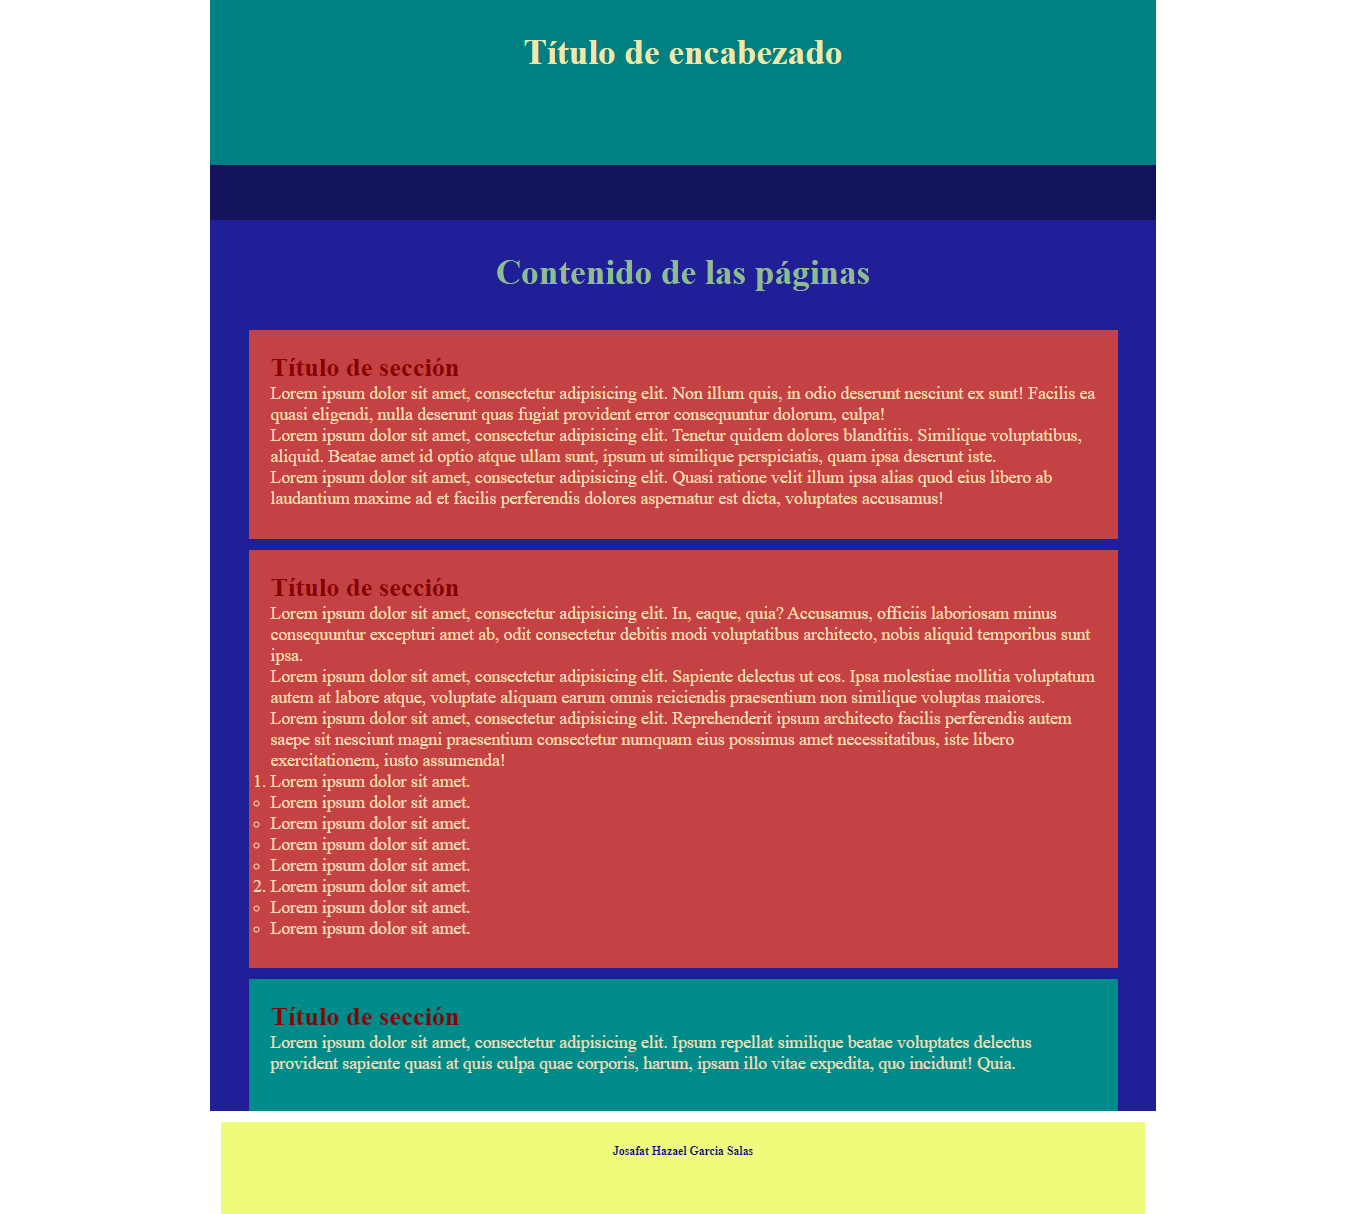 Título de encabezado
Contenido de las páginas
Título de sección
Lorem ipsum dolor sit amet, consectetur adipisicing elit. Non illum quis, in odio deserunt nesciunt ex sunt! Facilis ea
quasi eligendi, nulla deserunt quas fugiat provident error consequuntur dolorum, culpa!
Lorem ipsum dolor sit amet, consectetur adipisicing elit. Tenetur quidem dolores blanditiis. Similique voluptatibus,
aliquid. Beatae amet id optio atque ullam sunt, ipsum ut similique perspiciatis, quam ipsa deserunt iste.
Lorem ipsum dolor sit amet, consectetur adipisicing elit. Quasi ratione velit illum ipsa alias quod eius libero ab
laudantium maxime ad et facilis perferendis dolores aspernatur est dicta, voluptates accusamus!
Título de sección
Lorem ipsum dolor sit amet, consectetur adipisicing elit. In, eaque, quia? Accusamus, officiis laboriosam minus
consequuntur excepturi amet ab, odit consectetur debitis modi voluptatibus architecto, nobis aliquid temporibus sunt
ipsa.
Lorem ipsum dolor sit amet, consectetur adipisicing elit. Sapiente delectus ut eos. Ipsa molestiae mollitia voluptatum
autem at labore atque, voluptate aliquam earum omnis reiciendis praesentium non similique voluptas maiores.
Lorem ipsum dolor sit amet, consectetur adipisicing elit. Reprehenderit ipsum architecto facilis perferendis autem
saepe sit nesciunt magni praesentium consectetur numquam eius possimus amet necessitatibus, iste libero
exercitationem, iusto assumenda!
1. Lorem ipsum dolor sit amet.
◦ Lorem ipsum dolor sit amet.
◦ Lorem ipsum dolor sit amet.
◦ Lorem ipsum dolor sit amet.
◦ Lorem ipsum dolor sit amet.
2. Lorem ipsum dolor sit amet.
◦ Lorem ipsum dolor sit amet.
◦ Lorem ipsum dolor sit amet.
Título de sección
Lorem ipsum dolor sit amet, consectetur adipisicing elit. Ipsum repellat similique beatae voluptates delectus
provident sapiente quasi at quis culpa quae corporis, harum, ipsam illo vitae expedita, quo incidunt! Quia.
Josafat Hazael Garcia Salas